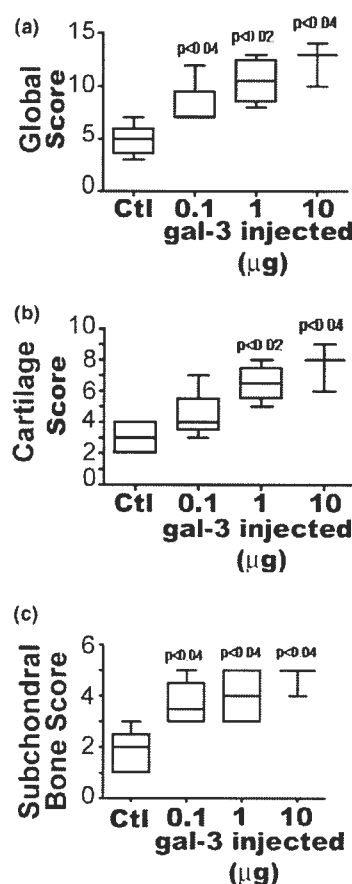 (a)
Global
Score
15
10
5
0
p<0.04
p<0.02
p<0.04
Ctl 0.1 1 10
gal-3 injected
(µg)
(b)
Cartilage
Score
10
8
6
4
2
0
p<0.02
p<0.04
Ctl 0.1 1 10
gal-3 injected
(µg)
(c)
Subchondral
Bone Score
6
4
2
0
p<0.04 p<0.04 p<0.04
Ctl 0.1 1 10
gal-3 injected
(µg)